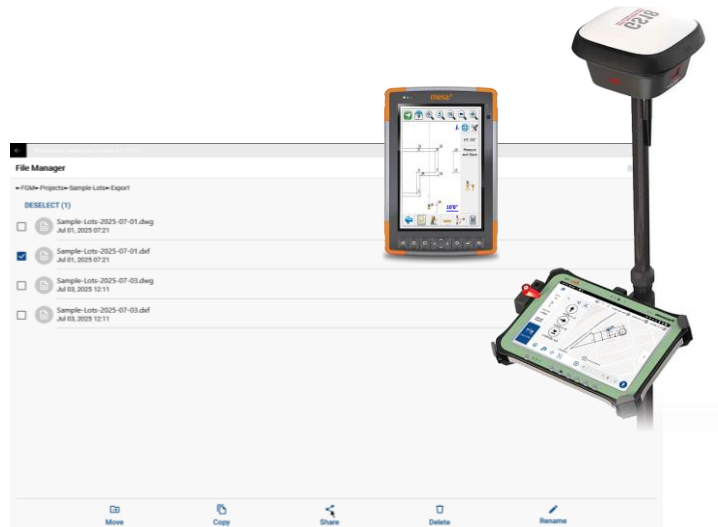 GS18
mesa³
File Manager
FGM▸Projects▸Sample-Lots▸Export
DESELECT (1)
Sample-Lots-2025-07-01.dwg
Jul 01, 2025 07:21
Sample-Lots-2025-07-01.dxf
Jul 01, 2025 07:21
Sample-Lots-2025-07-03.dwg
Jul 03, 2025 12:11
Sample-Lots-2025-07-03.dxf
Jul 03, 2025 12:11
Move
Copy
Share
Delete
Rename